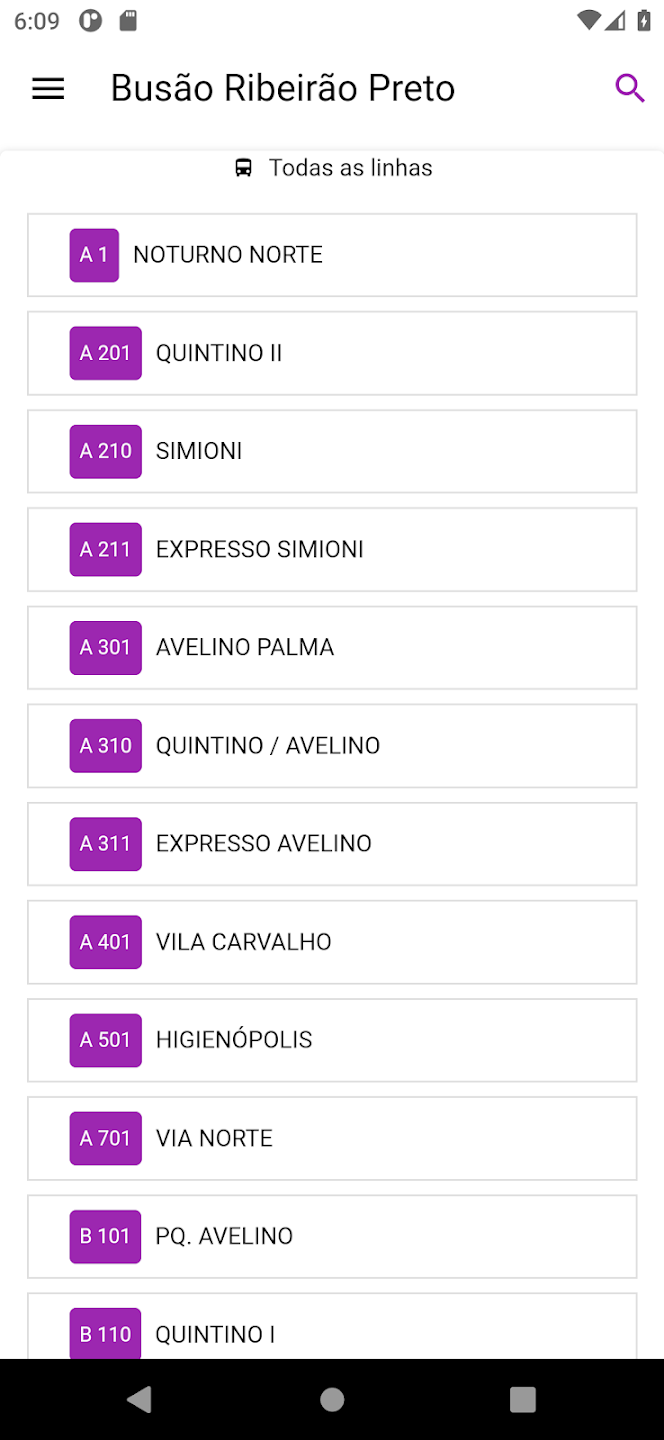 6:09
Busão Ribeirão Preto
Todas as linhas
A 1 NOTURNO NORTE
A 201 QUINTINO II
A 210 SIMIONI
A 211 EXPRESSO SIMIONI
A 301 AVELINO PALMA
A 310 QUINTINO / AVELINO
A 311 EXPRESSO AVELINO
A 401 VILA CARVALHO
A 501 HIGIENÓPOLIS
A 701 VIA NORTE
B 101 PQ. AVELINO
B 110 QUINTINO I